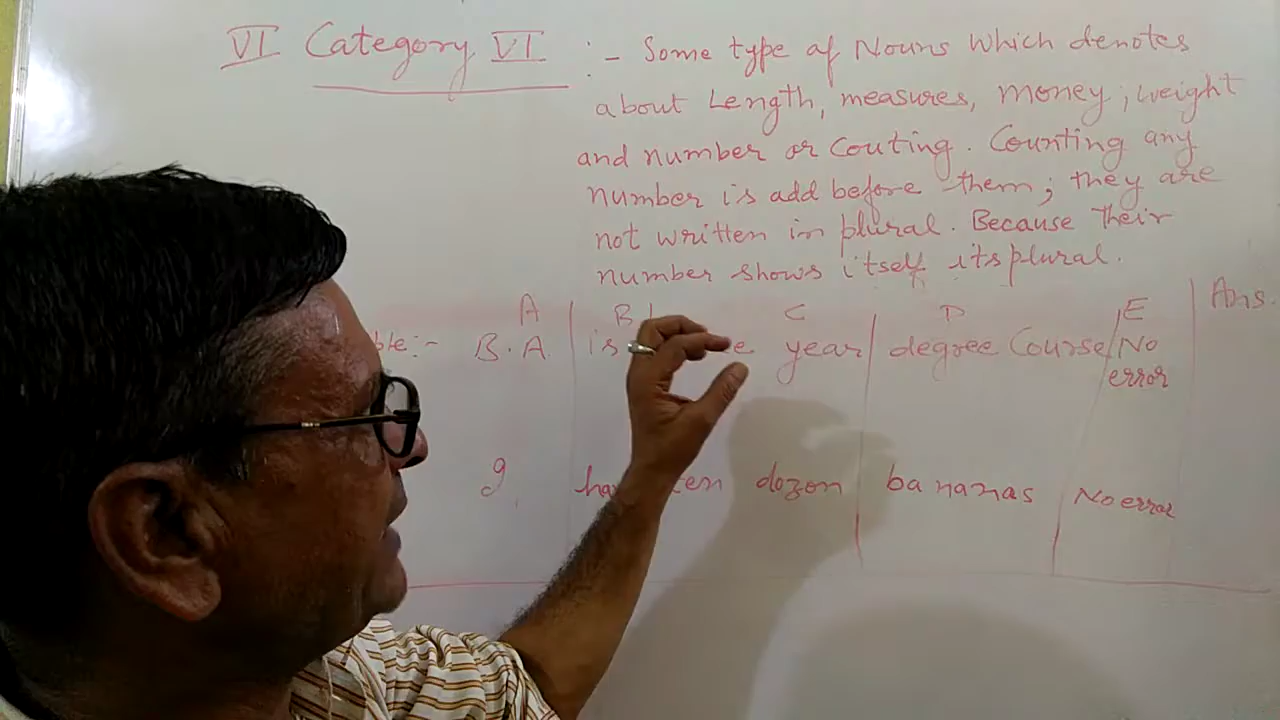 VI Category VI :- Some type of Nouns which denotes
about Length, measures, money, weight
and number or couting. Counting any
number is add before them; they are
not written in plural. Because their
number shows itself its plural.
A B C D E Ans.
ble:- B.A is year degree Course No
error
9 ten dozon bananas No error